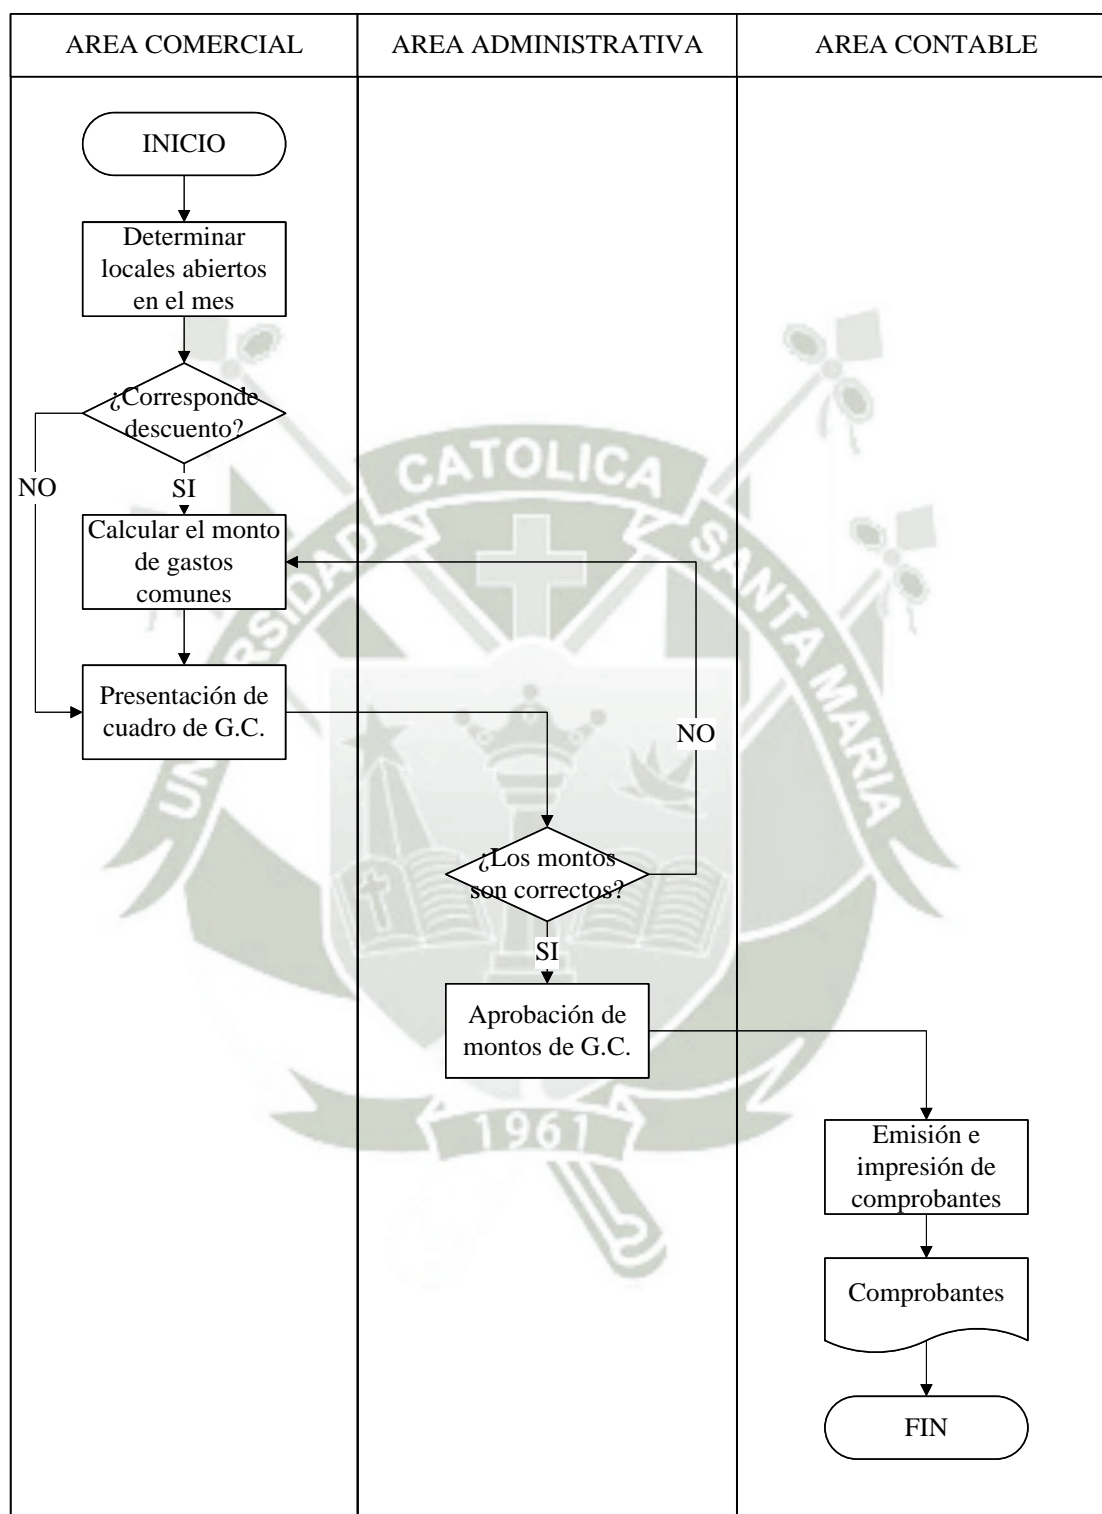 AREA COMERCIAL
AREA ADMINISTRATIVA
AREA CONTABLE
INICIO
Determinar
locales abiertos
en el mes
¿Corresponde
descuento?
NO
SI
Calcular el monto
de gastos
comunes
Presentación de
cuadro de G.C.
NO
¿Los montos
son correctos?
SI
Aprobación de
montos de G.C.
Emisión e
impresión de
comprobantes
Comprobantes
FIN
CATOLICA
SANTA MARIA
1961